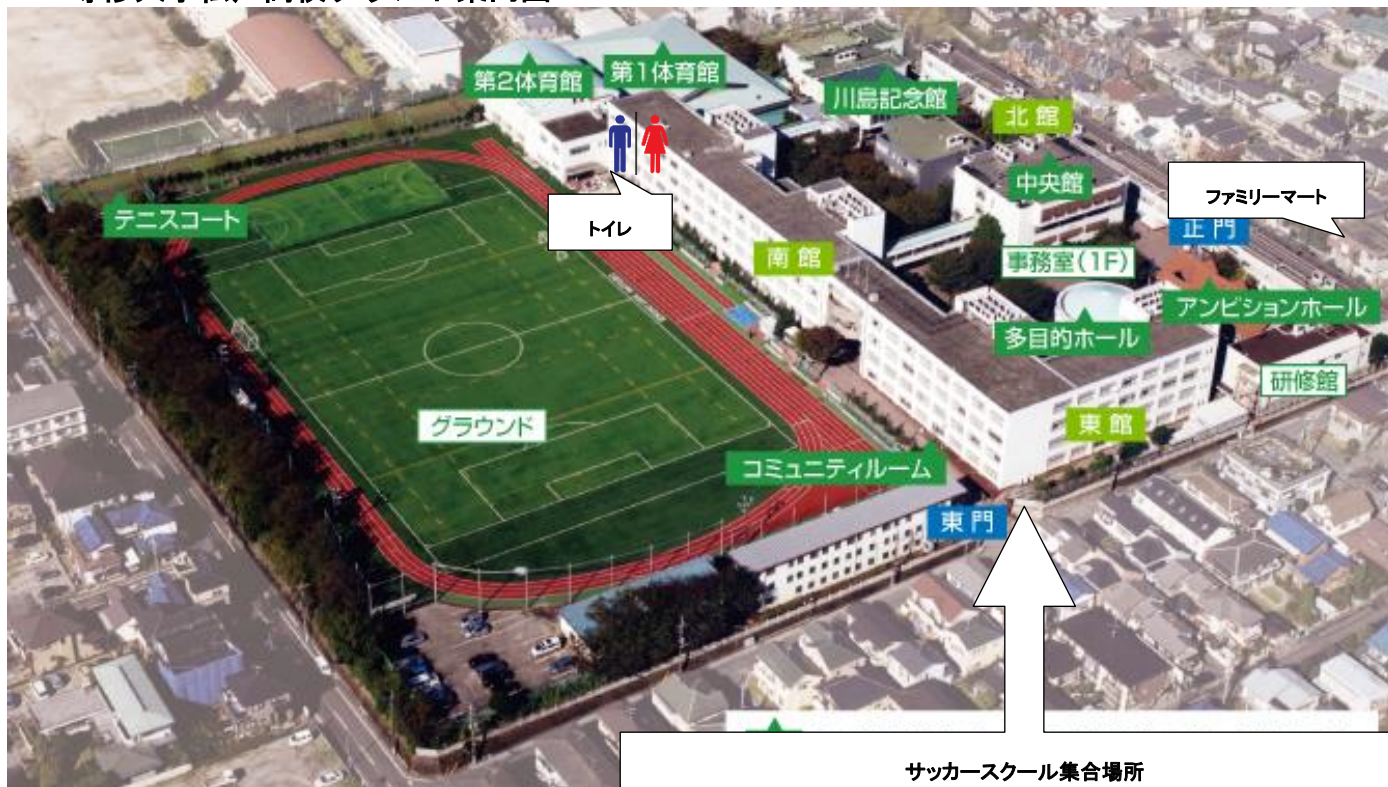 第2体育館
第1体育館
川島記念館
北館
中央館
ファミリーマート
正門
テニスコート
トイレ
南館
事務室(1F)
アンビションホール
多目的ホール
研修館
グラウンド
東館
コミュニティルーム
東門
サッカースクール集合場所